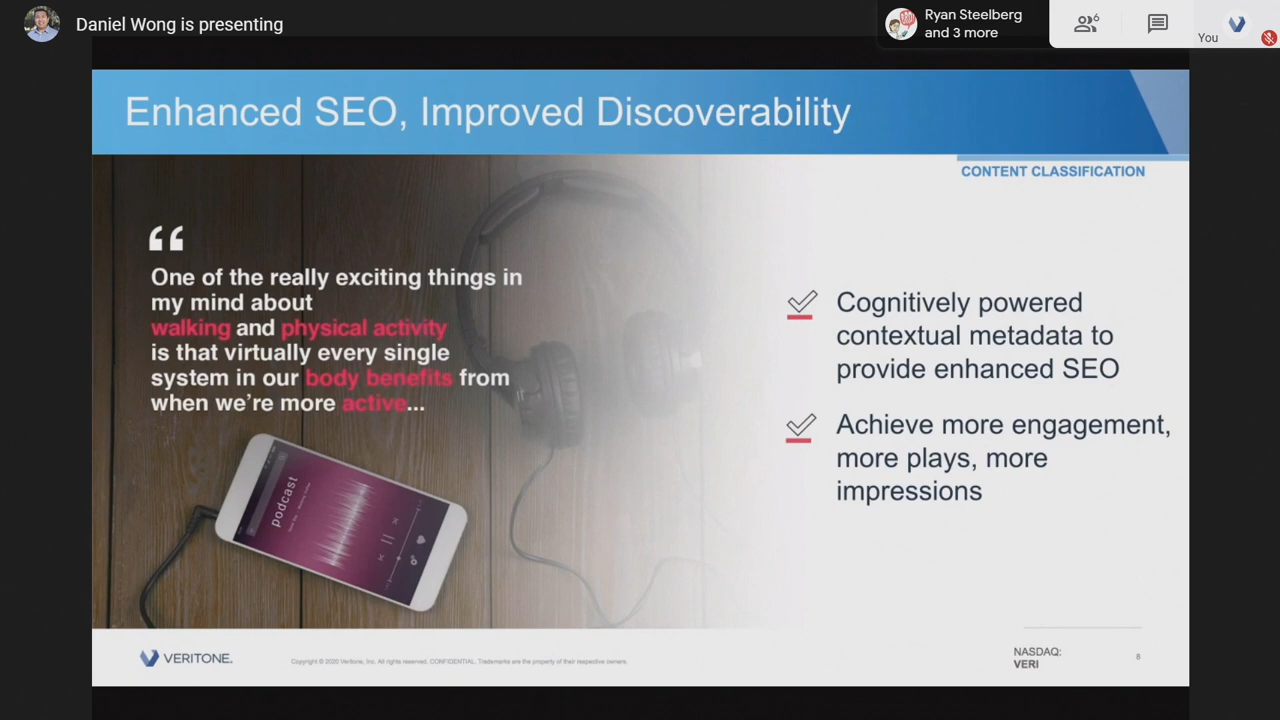 Daniel Wong is presenting
Ryan Steelberg
and 3 more
6
You
Enhanced SEO, Improved Discoverability
CONTENT CLASSIFICATION
“
One of the really exciting things in
my mind about
walking and physical activity
is that virtually every single
system in our body benefits from
when we’re more active...
podcast
Cognitively powered
contextual metadata to
provide enhanced SEO
Achieve more engagement,
more plays, more
impressions
VERITONE.
Copyright © 2020 Veritone, Inc. All rights reserved. CONFIDENTIAL. Trademarks are the property of their respective owners.
NASDAQ:
VERI